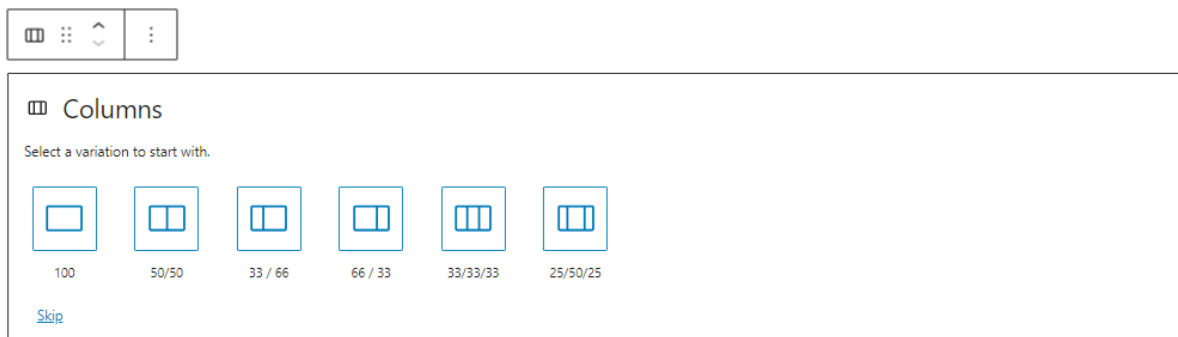 Columns
Select a variation to start with.
100 50/50 33 / 66 66 / 33 33/33/33 25/50/25
Skip